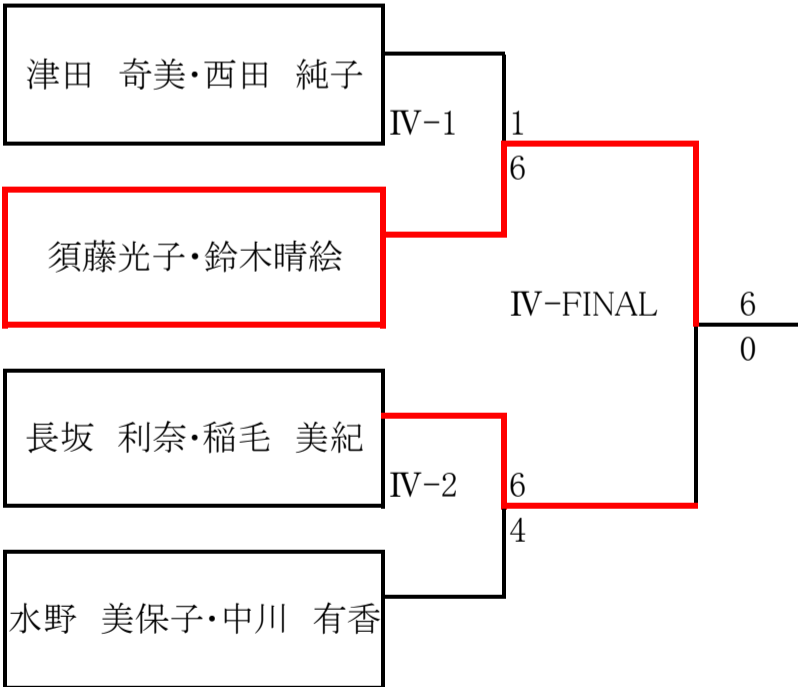 津田　奇美・西田　純子
Ⅳ-1
1
6
須藤光子・鈴木晴絵
Ⅳ-FINAL
6
0
長坂　利奈・稲毛　美紀
Ⅳ-2
6
4
水野　美保子・中川　有香